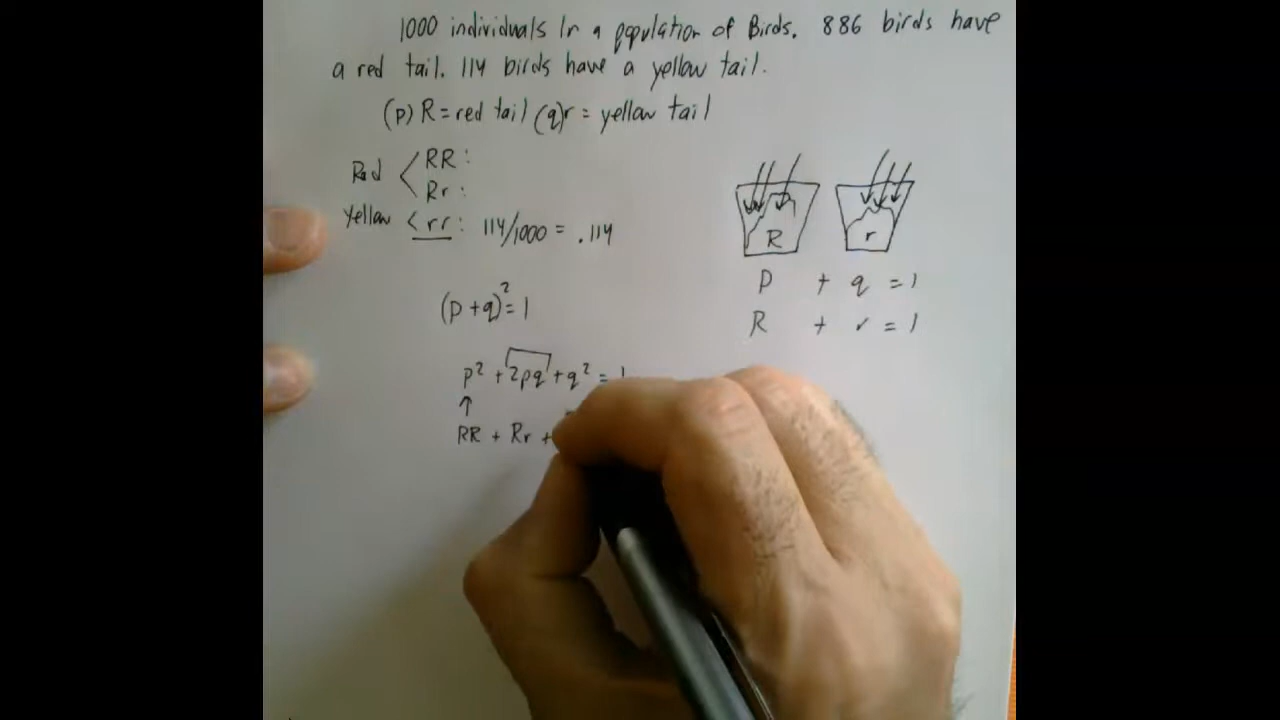 1000 individuals In a population of Birds. 886 birds have
a red tail. 114 birds have a yellow tail.
(p) R = red tail (q) r = yellow tail
Red < RR :
Rr :
Yellow < rr : 114/1000 = .114
R r
p + q = 1
R + r = 1
(p + q)² = 1
p² + 2pq + q² = 1
RR + Rr +